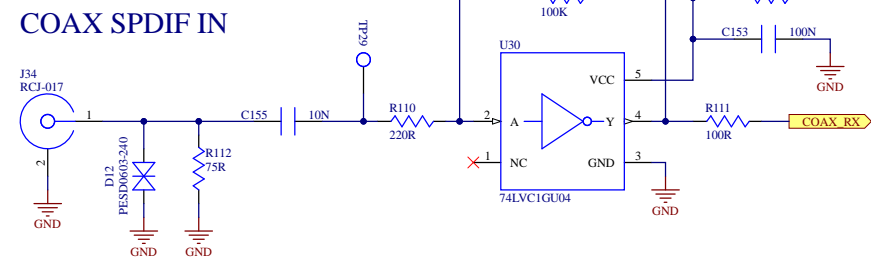 COAX SPDIF IN
100K
TP29
U30
C153
100N
GND
J34
RCJ-017
1
2
GND
D12
PESD0603-240
GND
R112
75R
GND
C155
10N
R110
220R
2
A
Y
4
VCC
5
1
NC
GND
3
74LVC1GU04
GND
R111
100R
COAX_RX